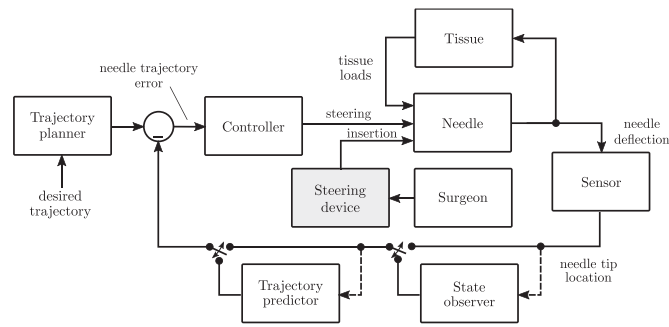 Tissue
needle trajectory
error
tissue
loads
Trajectory
planner
Controller
steering
insertion
Needle
needle
deflection
Sensor
desired
trajectory
Steering
device
Surgeon
needle tip
location
Trajectory
predictor
State
observer